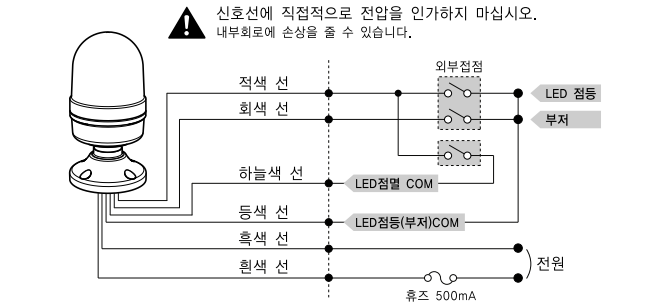 신호선에 직접적으로 전압을 인가하지 마십시오.
내부회로에 손상을 줄 수 있습니다.
외부접점
적색 선
LED 점등
회색 선
부저
하늘색 선
LED점멸 COM
등색 선
LED점등(부저)COM
흑색 선
전원
흰색 선
휴즈 500mA